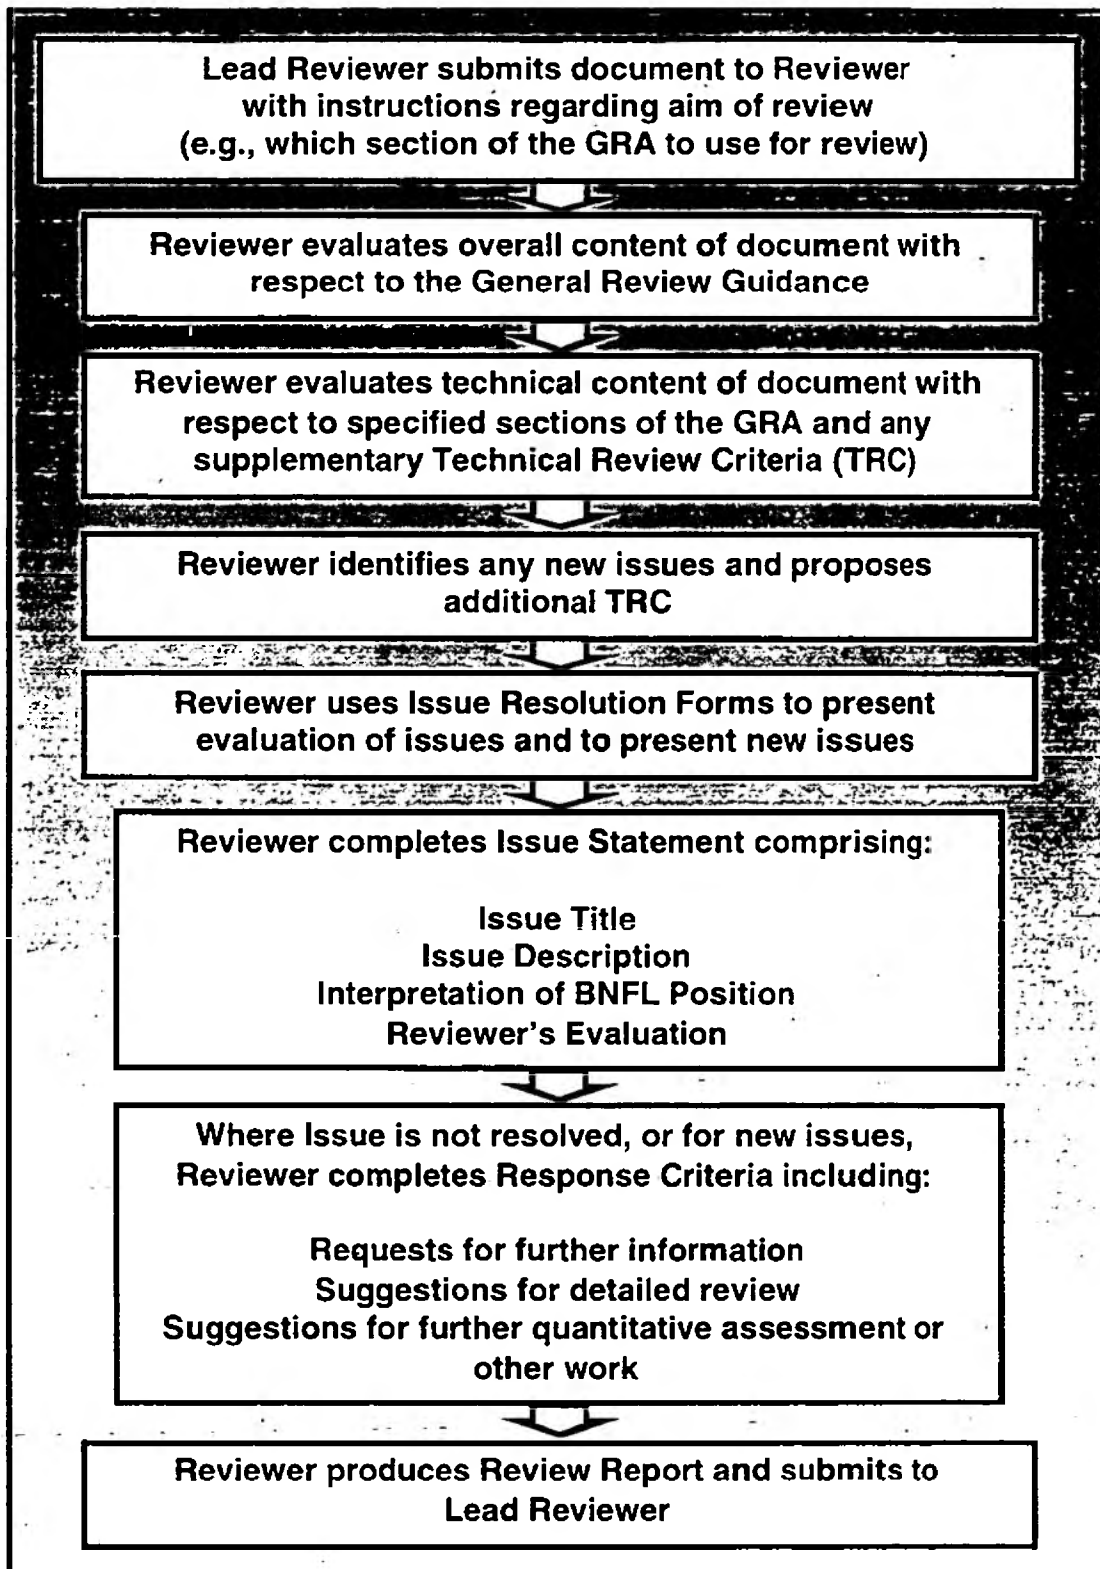 Lead Reviewer submits document to Reviewer
with instructions regarding aim of review
(e.g., which section of the GRA to use for review)
Reviewer evaluates overall content of document with
respect to the General Review Guidance
Reviewer evaluates technical content of document with
respect to specified sections of the GRA and any
supplementary Technical Review Criteria (TRC)
Reviewer identifies any new issues and proposes
additional TRC
Reviewer uses Issue Resolution Forms to present
evaluation of issues and to present new issues
Reviewer completes Issue Statement comprising:
Issue Title
Issue Description
Interpretation of BNFL Position
Reviewer's Evaluation
Where Issue is not resolved, or for new issues,
Reviewer completes Response Criteria including:
Requests for further information
Suggestions for detailed review
Suggestions for further quantitative assessment or
other work
Reviewer produces Review Report and submits to
Lead Reviewer